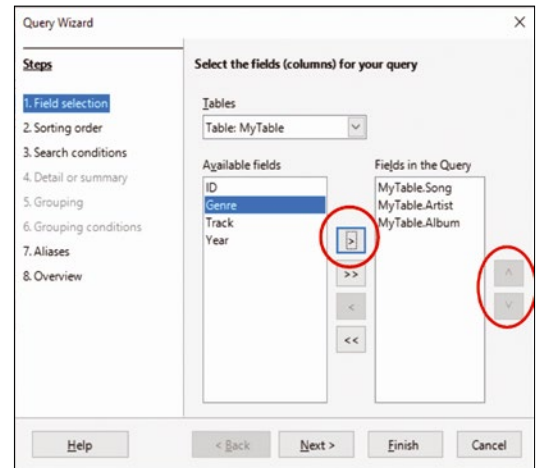 Query Wizard
Steps
1. Field selection
2. Sorting order
3. Search conditions
4. Detail or summary
5. Grouping
6. Grouping conditions
7. Aliases
8. Overview
Select the fields (columns) for your query
Tables
Table: MyTable
Available fields
ID
Genre
Track
Year
>
>>
<
<<
Fields in the Query
MyTable.Song
MyTable.Artist
MyTable.Album
Help
< Back
Next >
Finish
Cancel